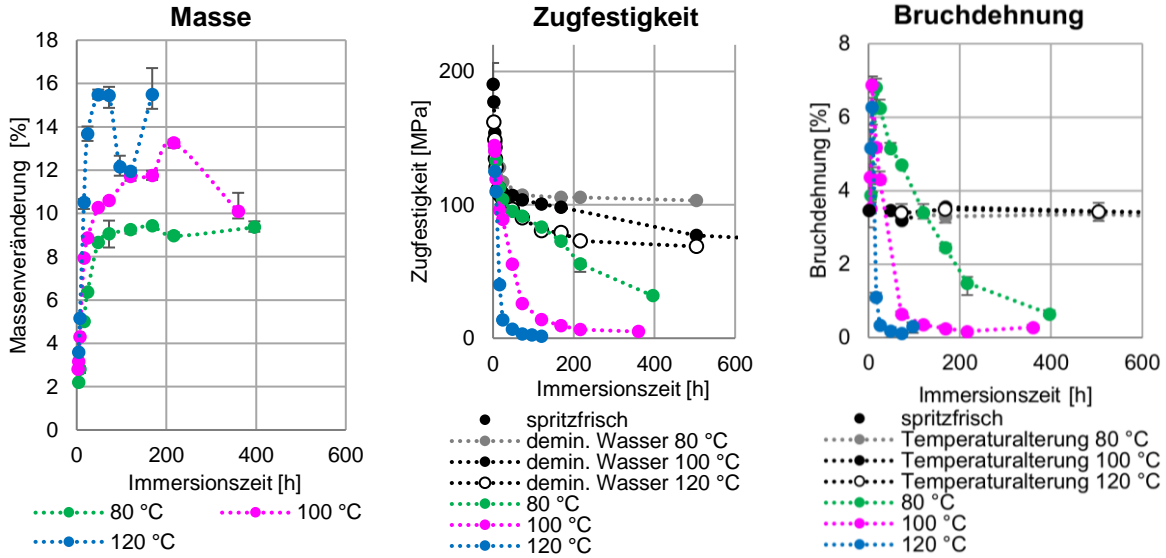 Masse
18
16
14
12
10
8
6
4
2
0
Massenveränderung [%]
0 200 400 600
Immersionszeit [h]
80 °C 100 °C
120 °C
Zugfestigkeit
200
100
0
Zugfestigkeit [MPa]
0 200 400 600
Immersionszeit [h]
spritzfrisch
demin. Wasser 80 °C
demin. Wasser 100 °C
demin. Wasser 120 °C
80 °C
100 °C
120 °C
Bruchdehnung
8
6
4
2
0
Bruchdehnung [%]
0 200 400 600
Immersionszeit [h]
spritzfrisch
Temperaturalterung 80 °C
Temperaturalterung 100 °C
Temperaturalterung 120 °C
80 °C
100 °C
120 °C